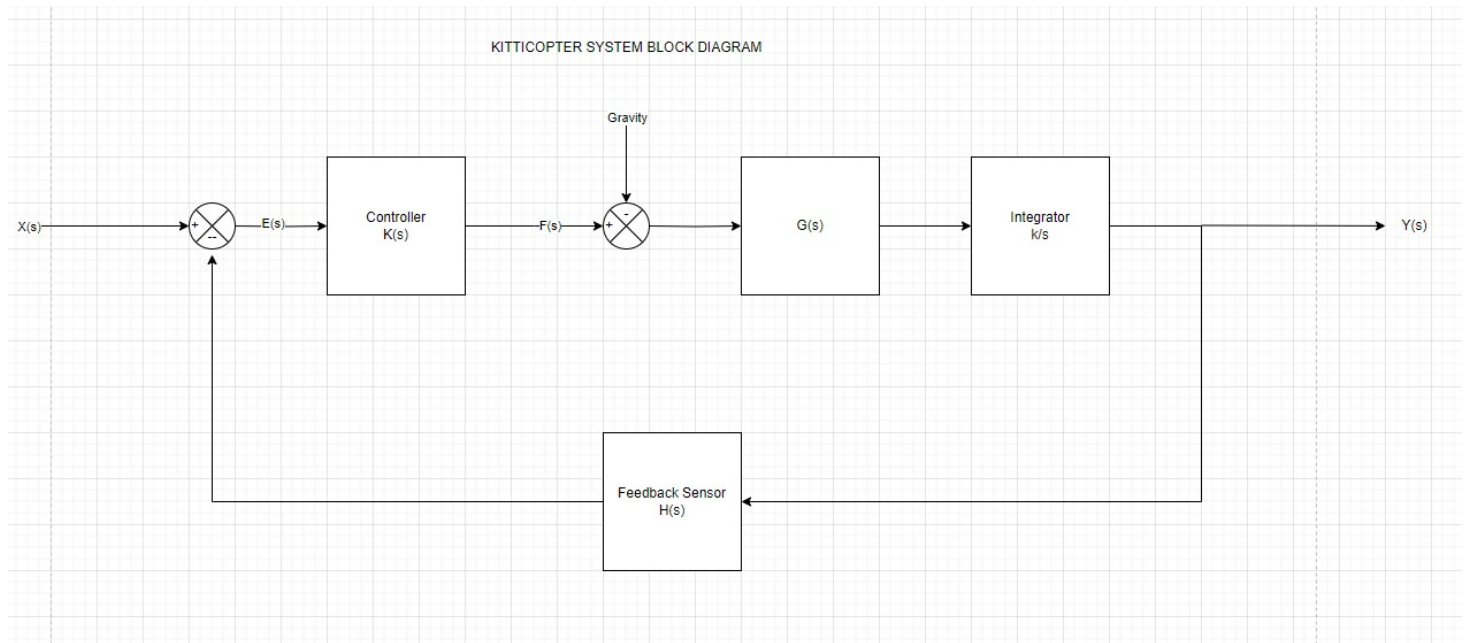 KITTICOPTER SYSTEM BLOCK DIAGRAM
Gravity
X(s)
+
--
E(s)
Controller
K(s)
F(s)
+
-
G(s)
Integrator
k/s
Y(s)
Feedback Sensor
H(s)